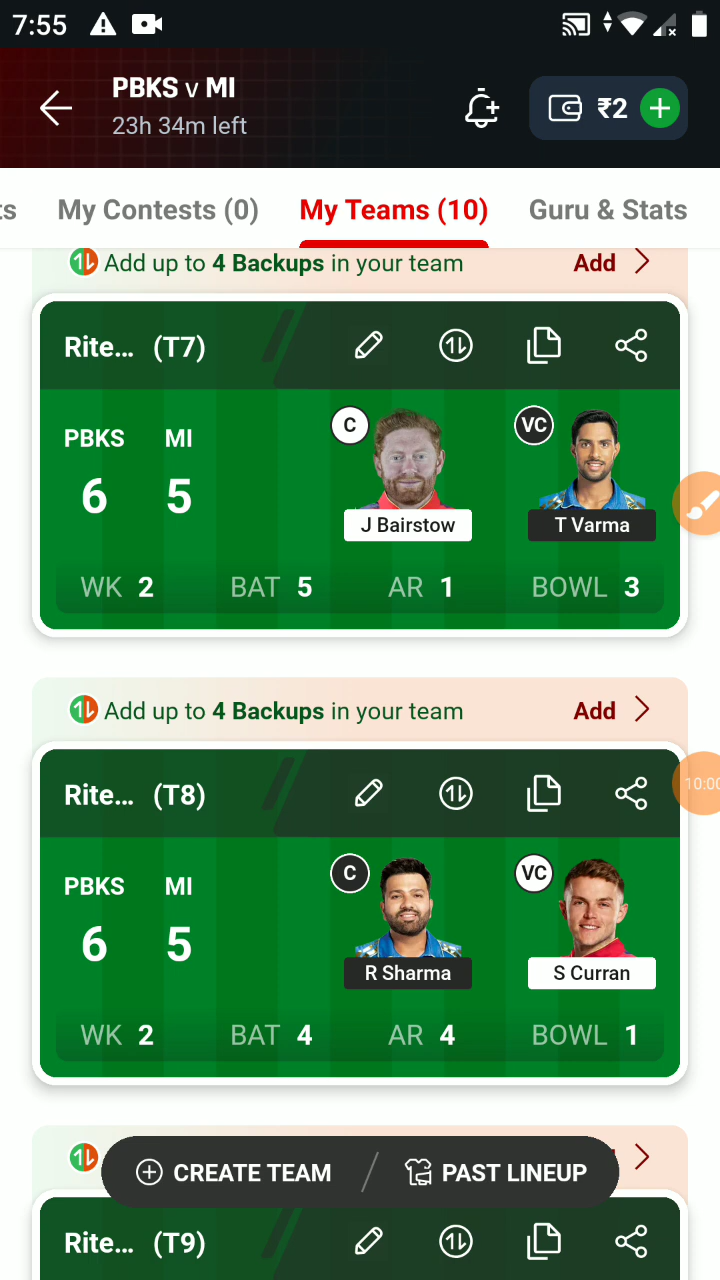 7:55
PBKS v MI
23h 34m left
₹2
ts My Contests (0) My Teams (10) Guru & Stats
Add up to 4 Backups in your team Add
Rite... (T7)
C VC
PBKS MI
6 5
J Bairstow T Varma
WK 2 BAT 5 AR 1 BOWL 3
Add up to 4 Backups in your team Add
10:00
Rite... (T8)
C VC
PBKS MI
6 5
R Sharma S Curran
WK 2 BAT 4 AR 4 BOWL 1
CREATE TEAM / PAST LINEUP
Rite... (T9)